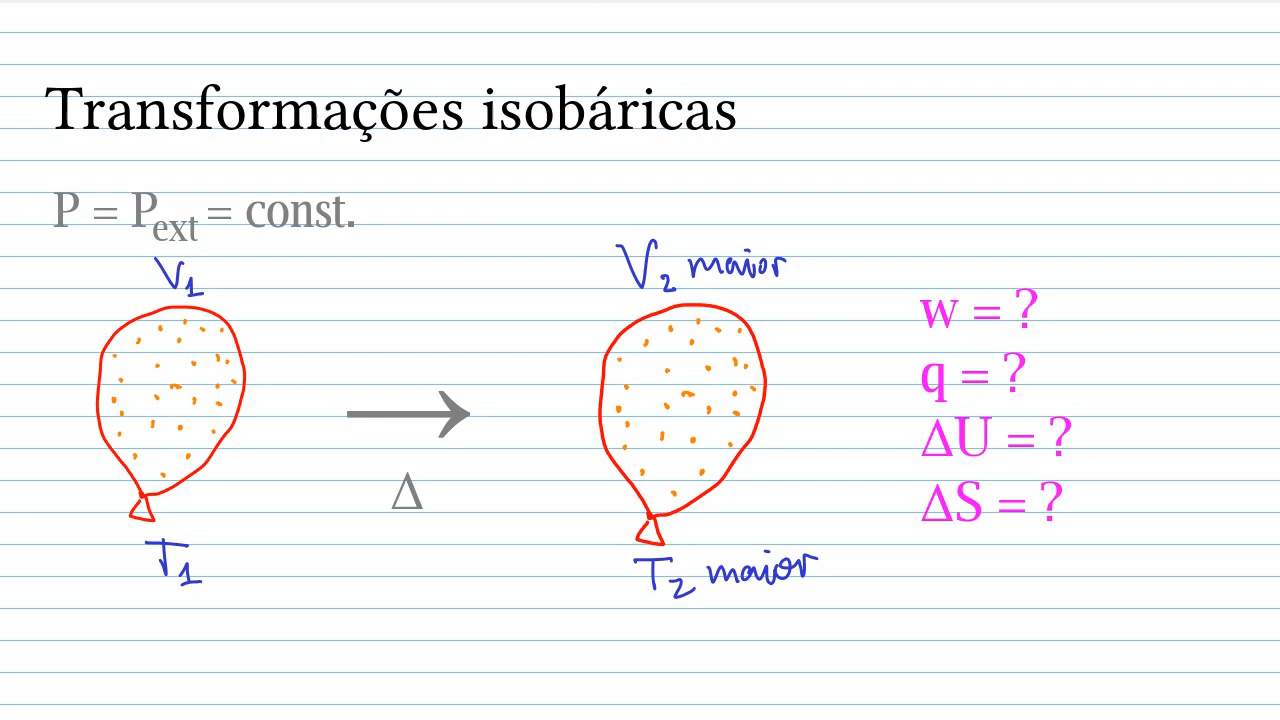 Transformações isobáricas
P = Pext = const.
V1
V2 maior
Δ
T1
T2 maior
w = ?
q = ?
ΔU = ?
ΔS = ?